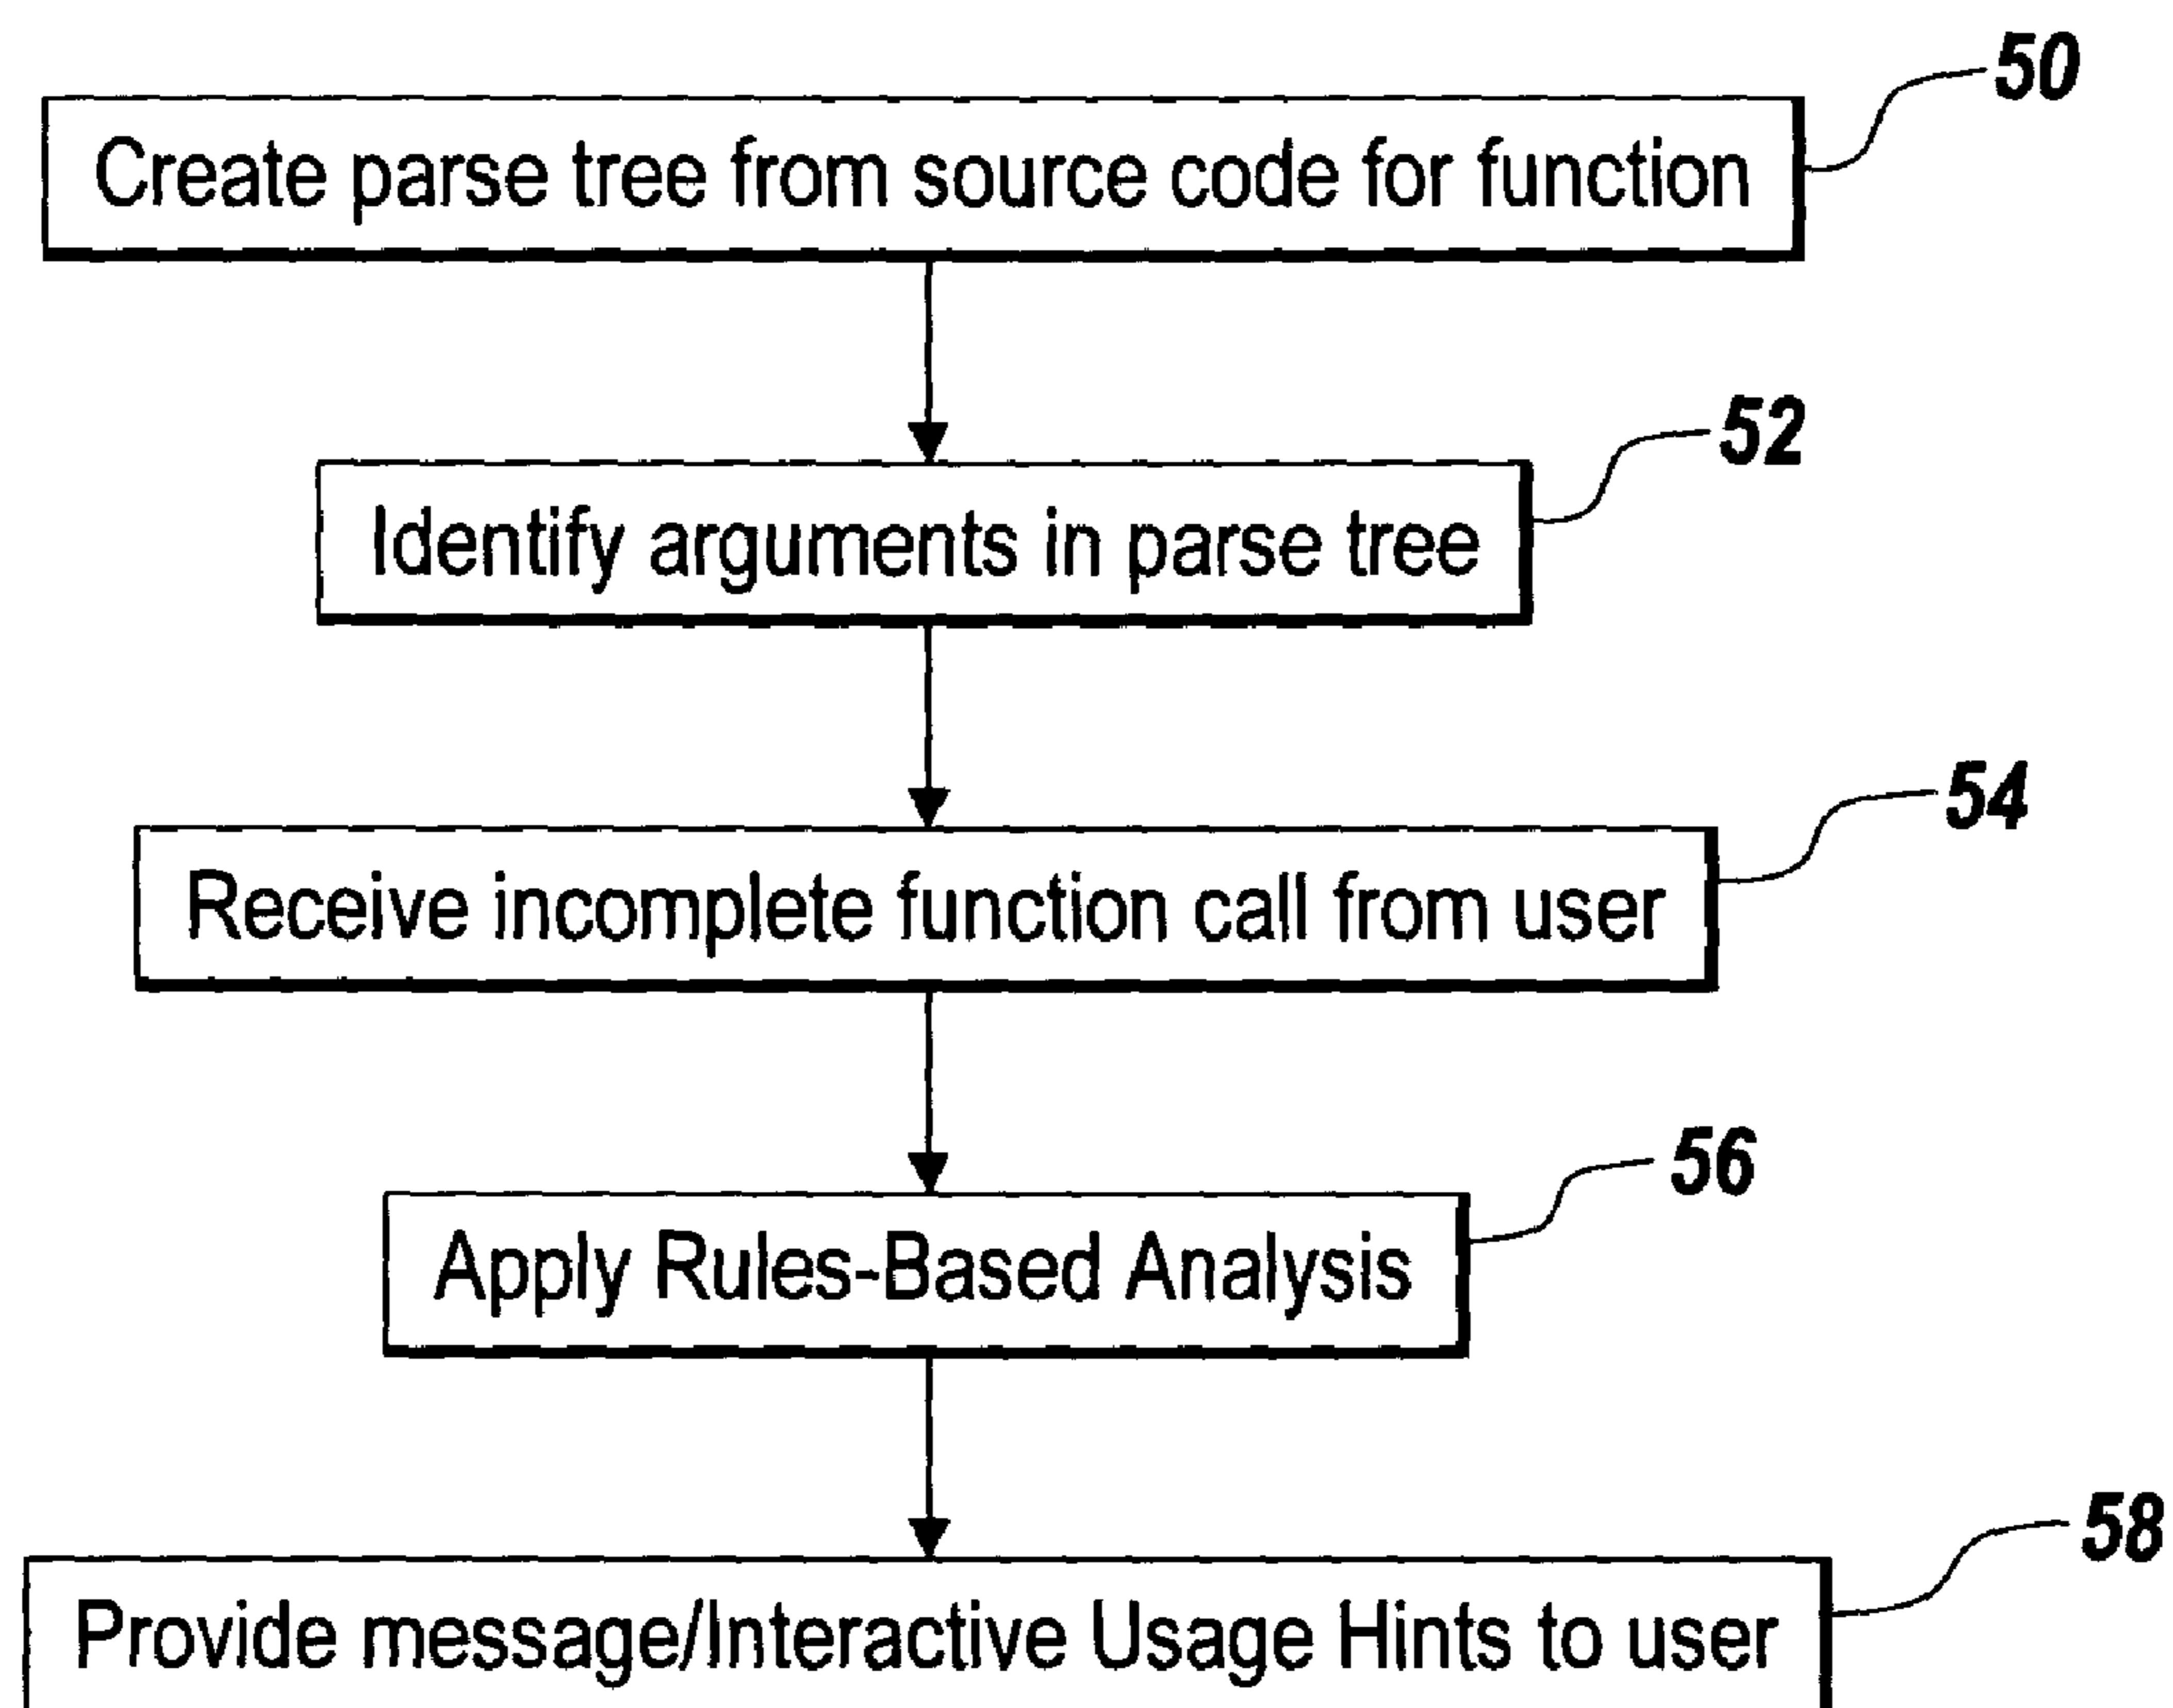 50
Create parse tree from source code for function
52
Identify arguments in parse tree
54
Receive incomplete function call from user
56
Apply Rules-Based Analysis
58
Provide message/Interactive Usage Hints to user